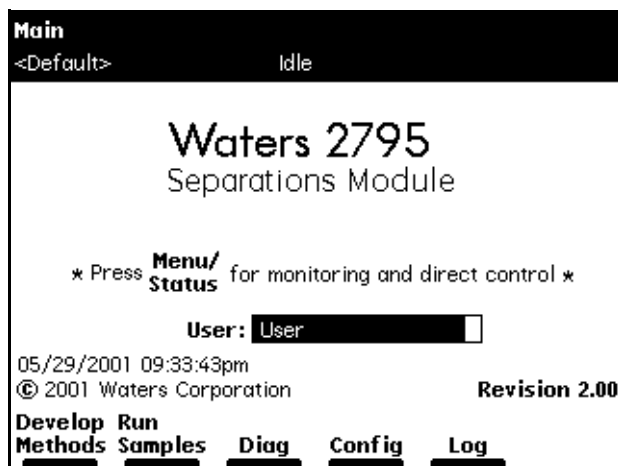 Main
<Default> Idle
Waters 2795
Separations Module
* Press Menu/Status for monitoring and direct control *
User: User
05/29/2001 09:33:43pm
© 2001 Waters Corporation Revision 2.00
Develop Methods Run Samples Diag Config Log